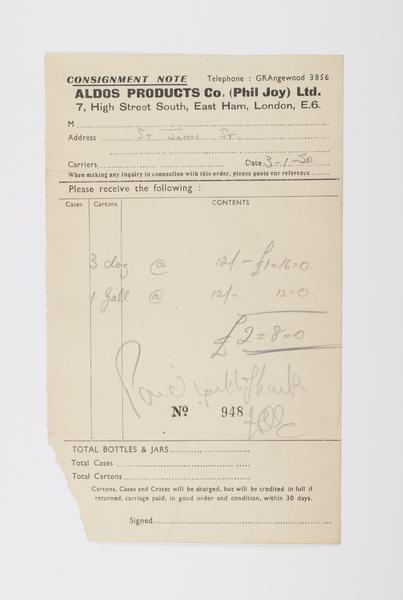 CONSIGNMENT NOTE Telephone : GRAngewood 3856
ALDOS PRODUCTS Co. (Phil Joy) Ltd.
7, High Street South, East Ham, London, E.6.
M
Address St John St.
Carriers Date 3-1-50
When making any inquiry in connection with this order, please quote our reference
Please receive the following :
Cases Cartons CONTENTS
3 doz @ 12/- £1=16=0.
1 Gall @ 12/- 12=0.
£2=8=0
Paid with Thanks
No 948
TOTAL BOTTLES & JARS
Total Cases
Total Cartons
Cartons, Cases and Crates will be charged, but will be credited in full if
returned, carriage paid, in good order and condition, within 30 days.
Signed